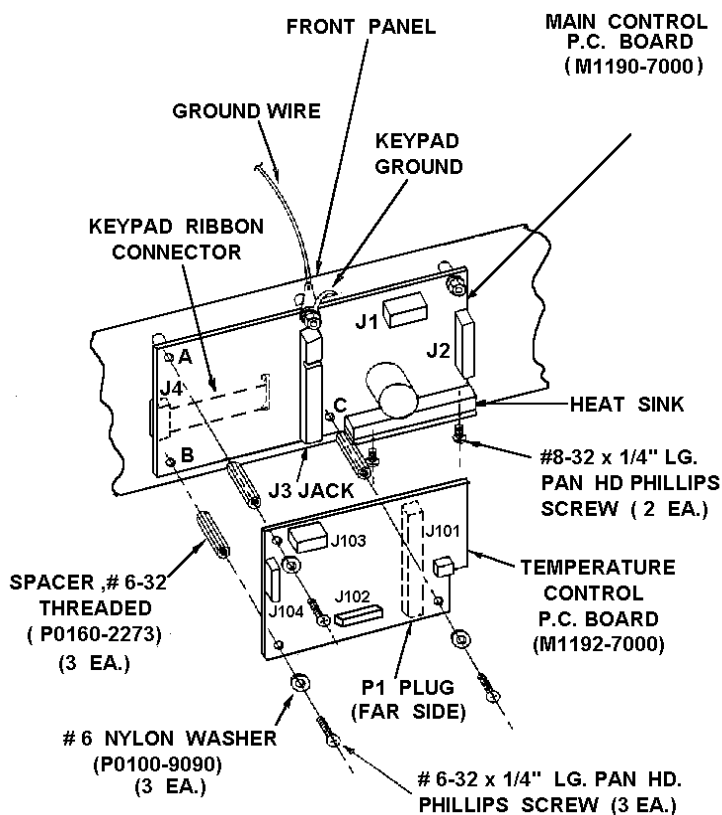 FRONT PANEL
MAIN CONTROL
P.C. BOARD
( M1190-7000 )
GROUND WIRE
KEYPAD
GROUND
KEYPAD RIBBON
CONNECTOR
J1
J2
A
J4
B
C
HEAT SINK
J3 JACK
#8-32 x 1/4" LG.
PAN HD PHILLIPS
SCREW ( 2 EA.)
J101
J103
J104
J102
SPACER ,# 6-32
THREADED
( P0160-2273)
(3 EA.)
TEMPERATURE
CONTROL
P.C. BOARD
(M1192-7000)
P1 PLUG
(FAR SIDE)
# 6 NYLON WASHER
(P0100-9090)
(3 EA.)
# 6-32 x 1/4" LG. PAN HD.
PHILLIPS SCREW (3 EA.)